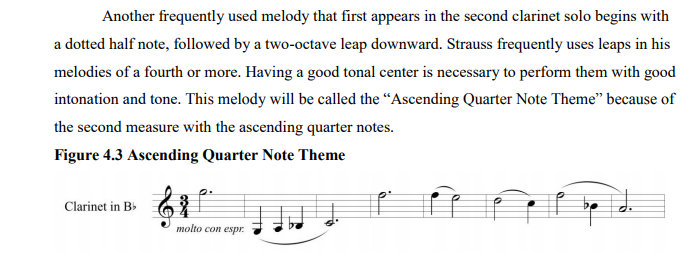 Another frequently used melody that first appears in the second clarinet solo begins with
a dotted half note, followed by a two-octave leap downward. Strauss frequently uses leaps in his
melodies of a fourth or more. Having a good tonal center is necessary to perform them with good
intonation and tone. This melody will be called the “Ascending Quarter Note Theme” because of
the second measure with the ascending quarter notes.
Figure 4.3 Ascending Quarter Note Theme
Clarinet in B♭
3
4
molto con espr.